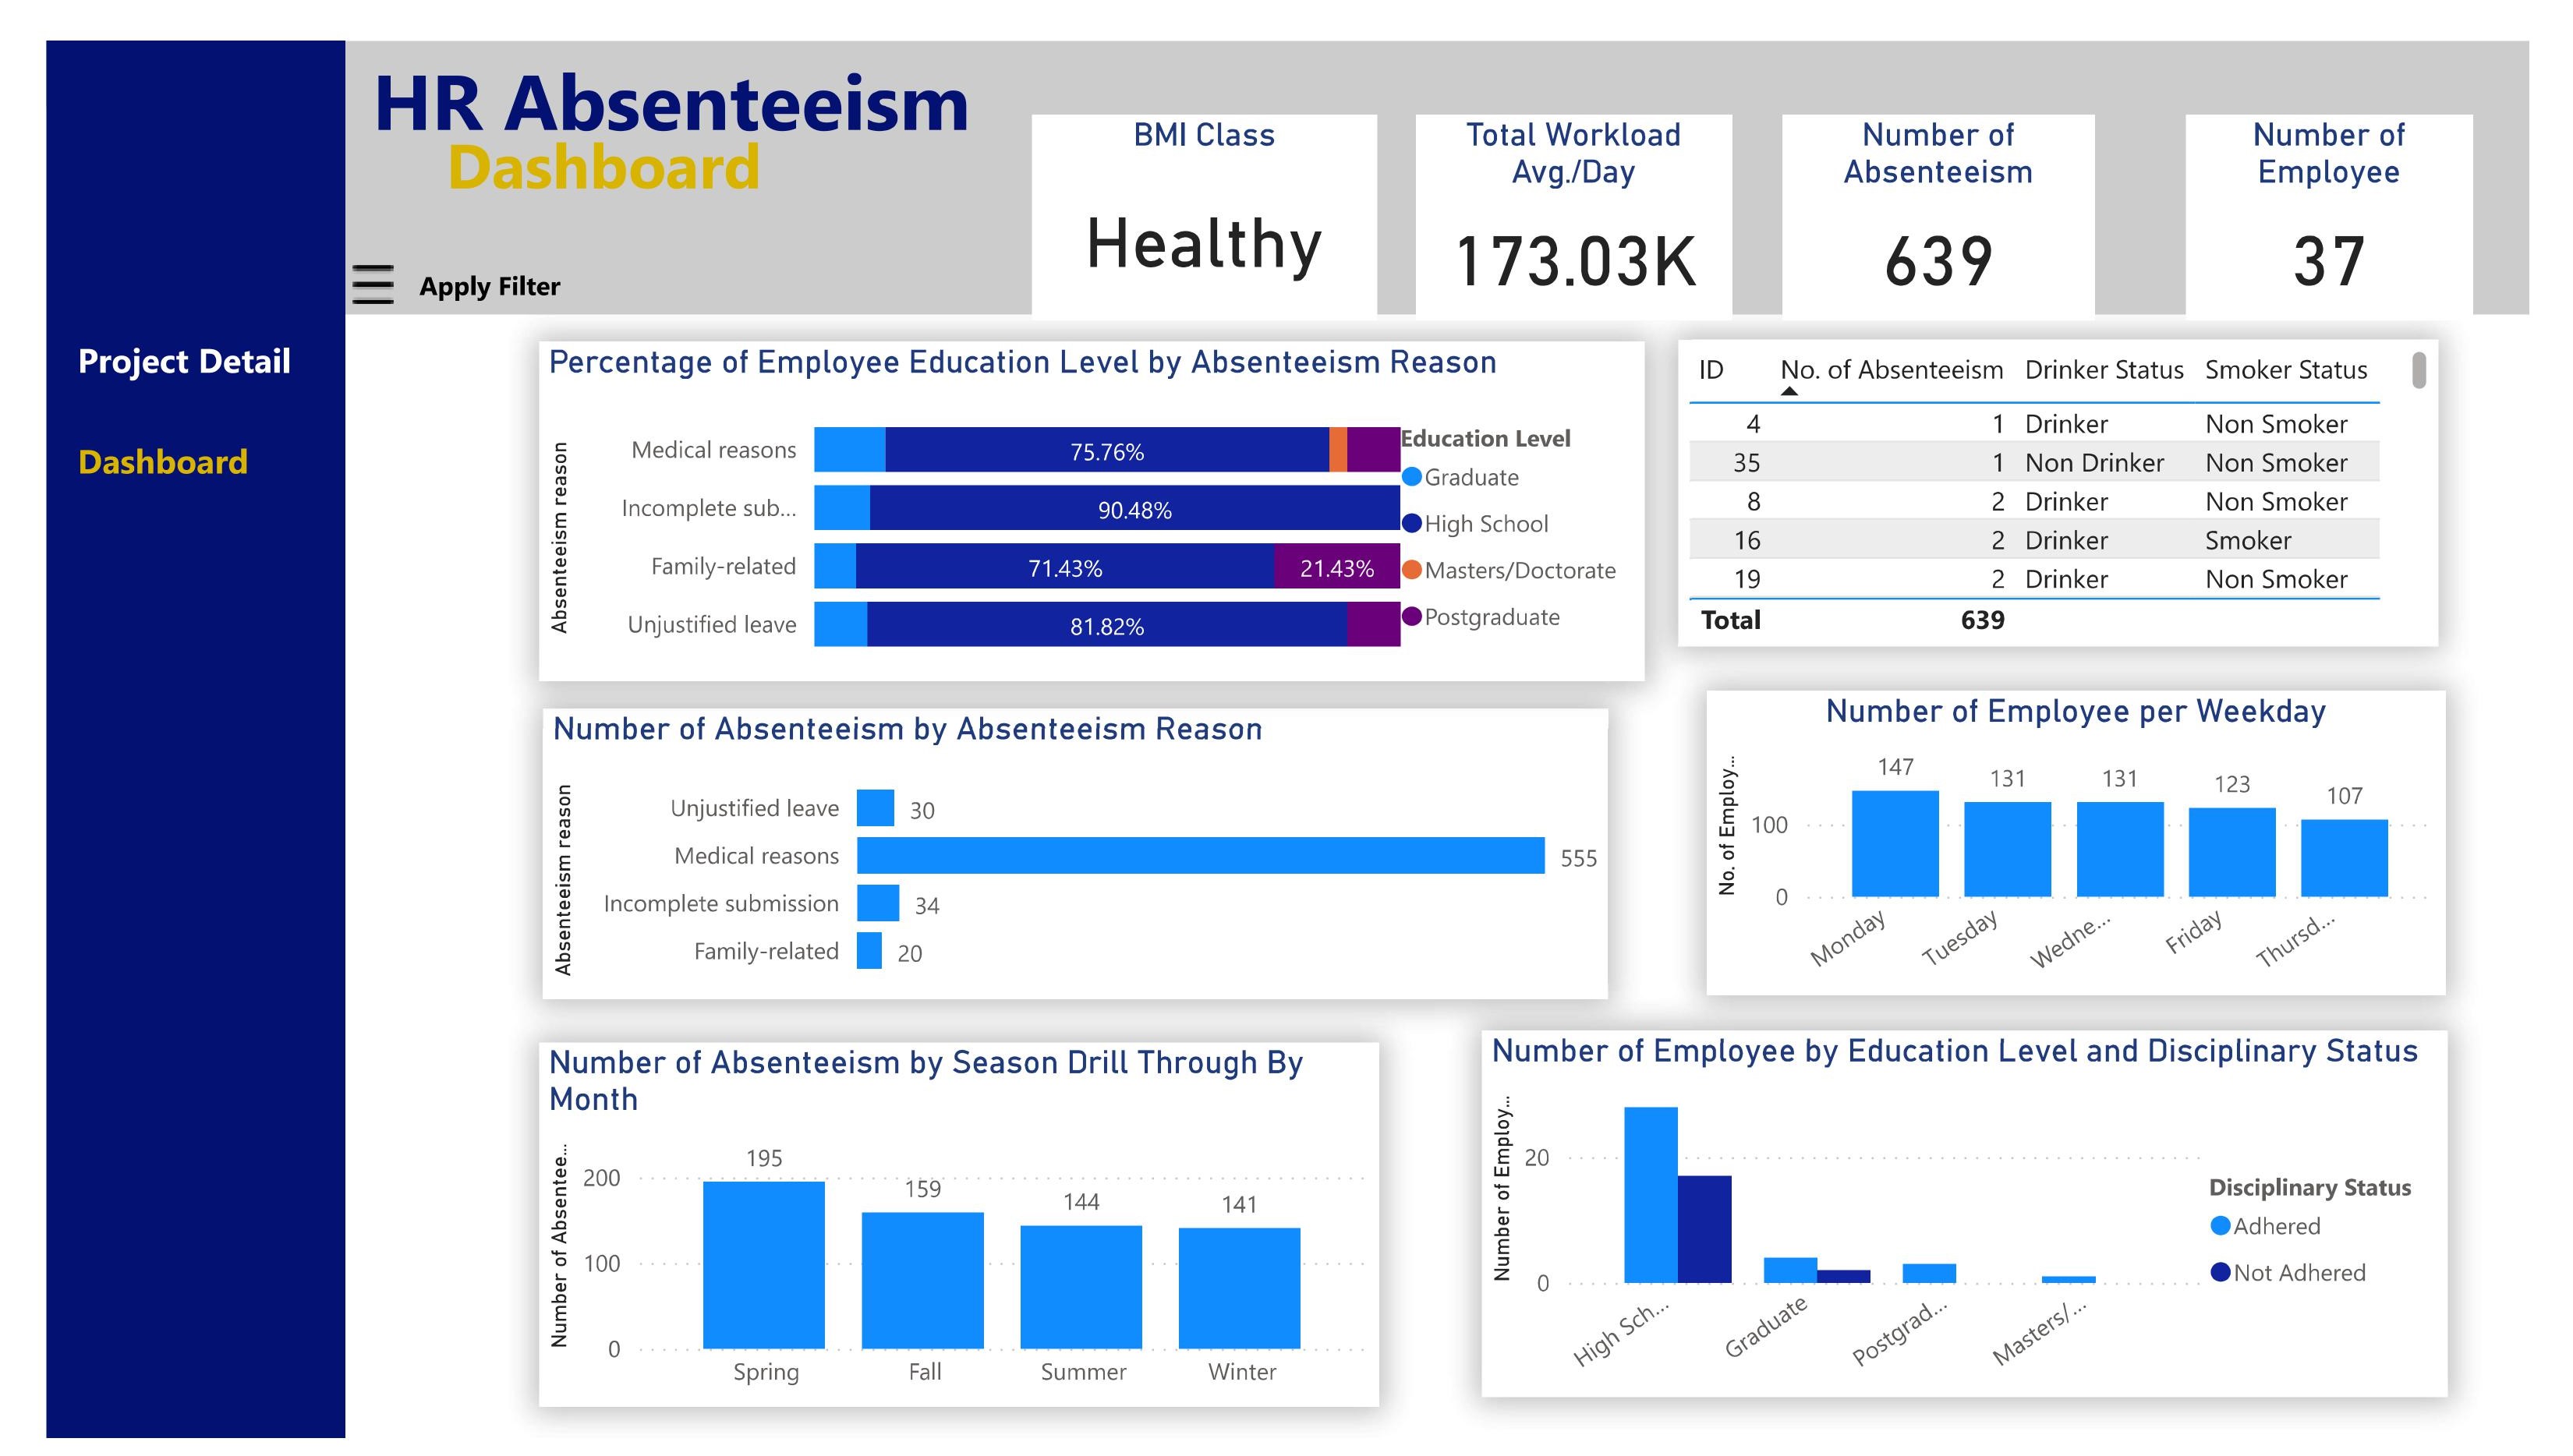 HR Absenteeism
Dashboard
Apply Filter
Project Detail
Dashboard
BMI Class
Healthy
Total Workload
Avg./Day
173.03K
Number of
Absenteeism
639
Number of
Employee
37
Percentage of Employee Education Level by Absenteeism Reason
Absenteeism reason
Medical reasons 75.76%
Incomplete sub... 90.48%
Family-related 71.43% 21.43%
Unjustified leave 81.82%
Education Level
Graduate
High School
Masters/Doctorate
Postgraduate
ID No. of Absenteeism Drinker Status Smoker Status
4 1 Drinker Non Smoker
35 1 Non Drinker Non Smoker
8 2 Drinker Non Smoker
16 2 Drinker Smoker
19 2 Drinker Non Smoker
Total 639
Number of Absenteeism by Absenteeism Reason
Absenteeism reason
Unjustified leave 30
Medical reasons 555
Incomplete submission 34
Family-related 20
Number of Employee per Weekday
No. of Employ...
147 131 131 123 107
100
0
Monday Tuesday Wedne... Friday Thursd...
Number of Absenteeism by Season Drill Through By
Month
Number of Absentee...
195 159 144 141
200
100
0
Spring Fall Summer Winter
Number of Employee by Education Level and Disciplinary Status
Number of Employ...
20
0
High Sch... Graduate Postgrad... Masters/...
Disciplinary Status
Adhered
Not Adhered